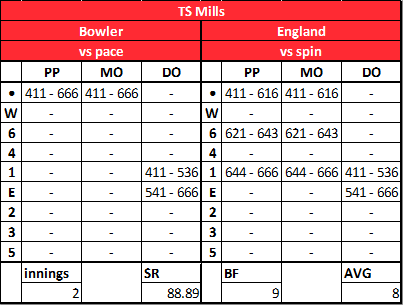 TS Mills
Bowler England
vs pace vs spin
PP MO DO PP MO DO
• 411 - 666 411 - 666 - • 411 - 616 411 - 616 -
W - - - W - - -
6 - - - 6 621 - 643 621 - 643 -
4 - - - 4 - - -
1 - - 411 - 536 1 644 - 666 644 - 666 411 - 536
E - - 541 - 666 E - - 541 - 666
2 - - - 2 - - -
3 - - - 3 - - -
5 - - - 5 - - -
innings SR BF AVG
2 88.89 9 8